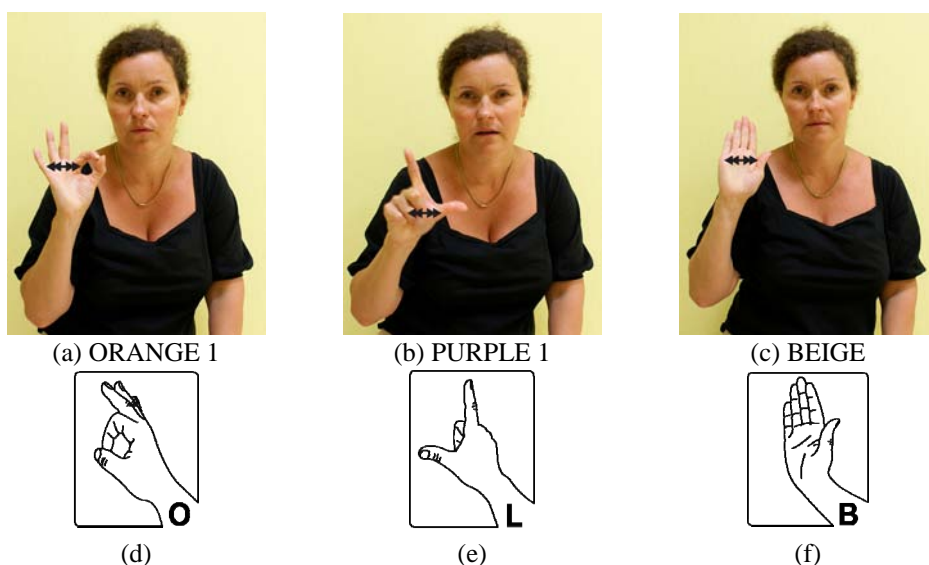 (a) ORANGE 1
(b) PURPLE 1
(c) BEIGE
O
L
B
(d)
(e)
(f)